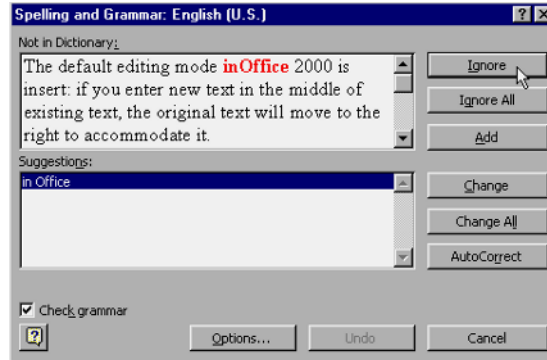 Spelling and Grammar: English (U.S.)
Not in Dictionary:
The default editing mode inOffice 2000 is
insert: if you enter new text in the middle of
existing text, the original text will move to the
right to accommodate it.
Ignore
Ignore All
Add
Suggestions:
in Office
Change
Change All
AutoCorrect
Check grammar
Options...
Undo
Cancel